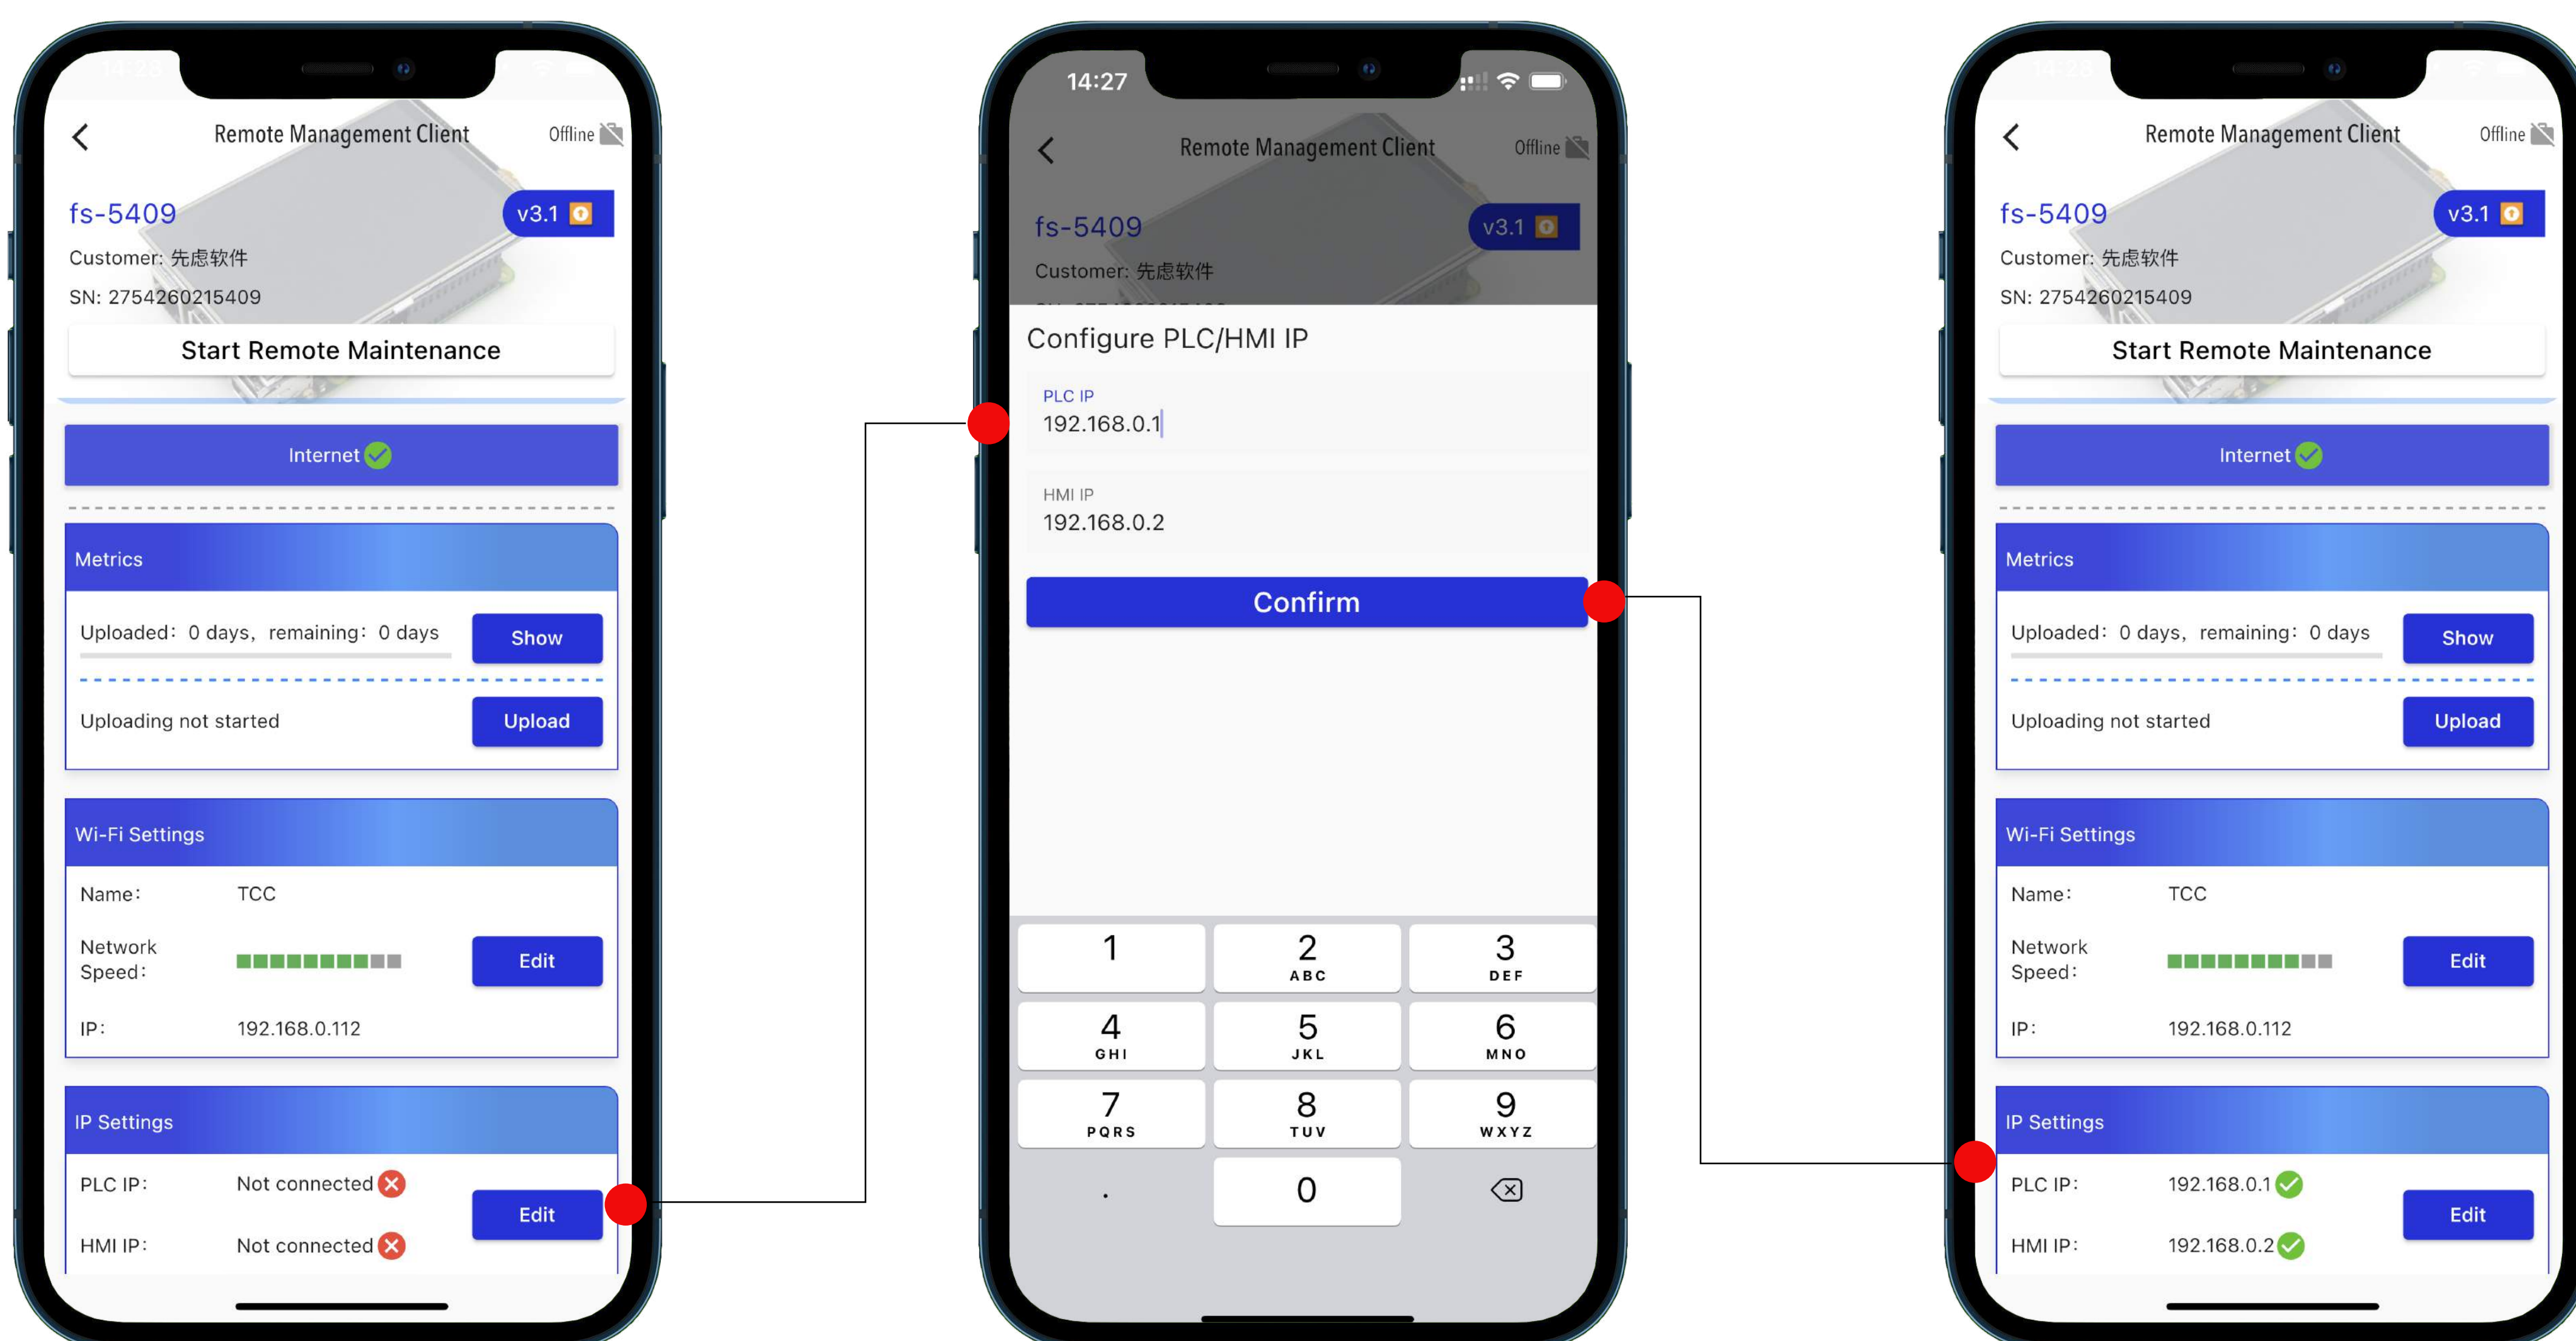 14:28
Remote Management Client
Offline
fs-5409
v3.1
Customer: 先虑软件
SN: 2754260215409
Start Remote Maintenance
Internet
Metrics
Uploaded: 0 days, remaining: 0 days
Show
Uploading not started
Upload
Wi-Fi Settings
Name: TCC
Network
Speed:
Edit
IP: 192.168.0.112
IP Settings
PLC IP: Not connected
Edit
HMI IP: Not connected
14:27
Remote Management Client
Offline
fs-5409
v3.1
Customer: 先虑软件
Configure PLC/HMI IP
PLC IP
192.168.0.1
HMI IP
192.168.0.2
Confirm
1 2 3
ABC DEF
4 5 6
GHI JKL MNO
7 8 9
PQRS TUV WXYZ
. 0
14:28
Remote Management Client
Offline
fs-5409
v3.1
Customer: 先虑软件
SN: 2754260215409
Start Remote Maintenance
Internet
Metrics
Uploaded: 0 days, remaining: 0 days
Show
Uploading not started
Upload
Wi-Fi Settings
Name: TCC
Network
Speed:
Edit
IP: 192.168.0.112
IP Settings
PLC IP: 192.168.0.1
Edit
HMI IP: 192.168.0.2